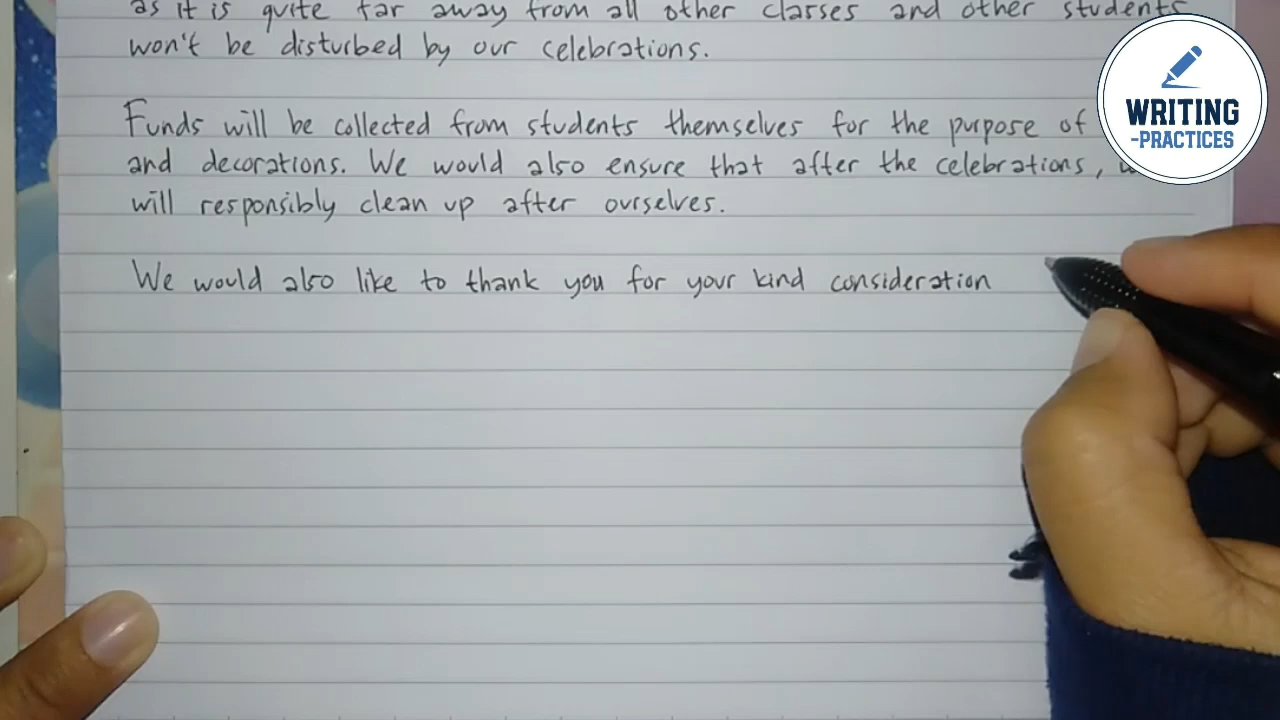 as it is quite far away from all other classes and other students
won't be disturbed by our celebrations.
Funds will be collected from students themselves for the purpose of
and decorations. We would also ensure that after the celebrations,
will responsibly clean up after ourselves.
We would also like to thank you for your kind consideration
WRITING
-PRACTICES